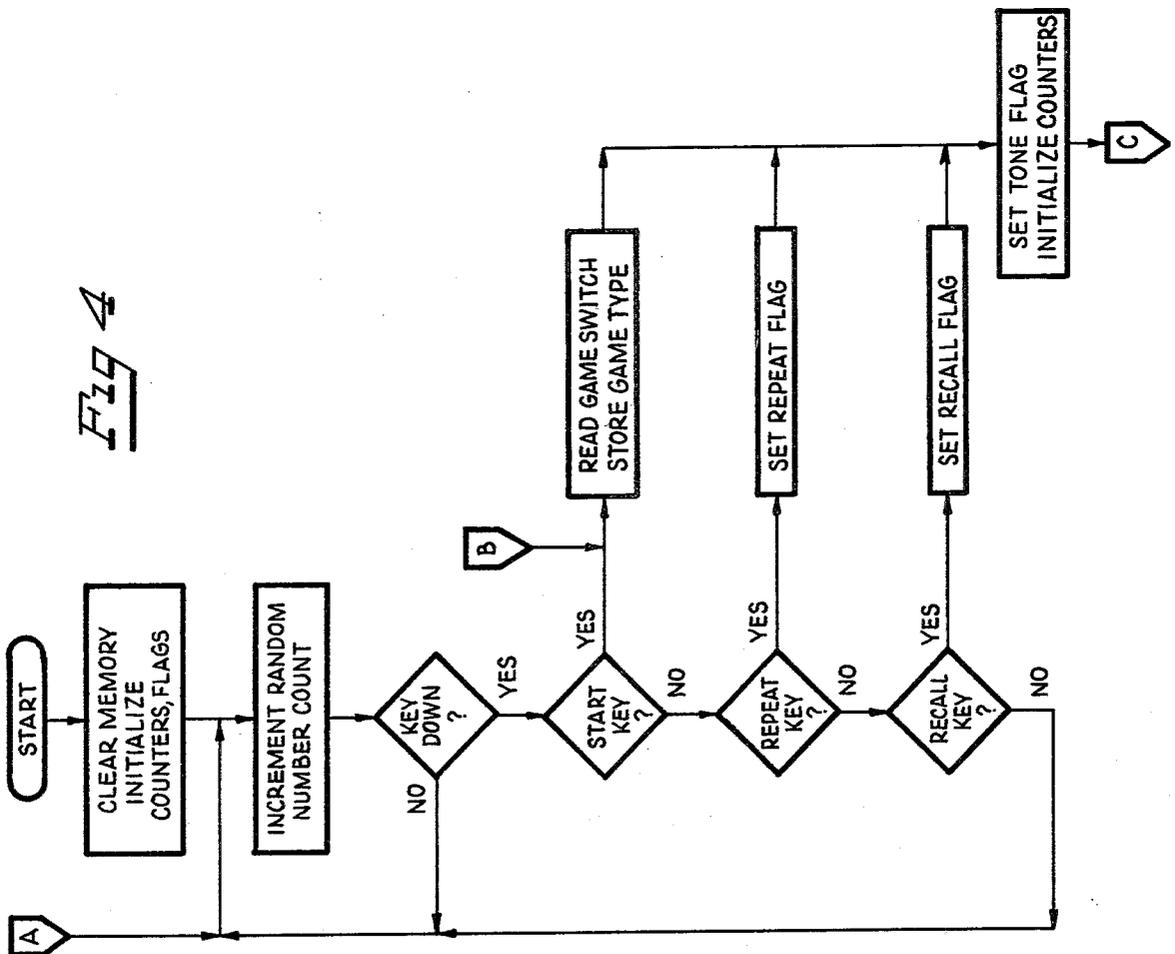 Fig 4
START
A
CLEAR MEMORY
INITIALIZE
COUNTERS, FLAGS
INCREMENT RANDOM
NUMBER COUNT
KEY
DOWN
?
NO
YES
B
START
KEY
?
YES
NO
READ GAME SWITCH
STORE GAME TYPE
REPEAT
KEY
?
YES
NO
SET REPEAT FLAG
RECALL
KEY
?
YES
NO
SET RECALL FLAG
SET TONE FLAG
INITIALIZE COUNTERS
C